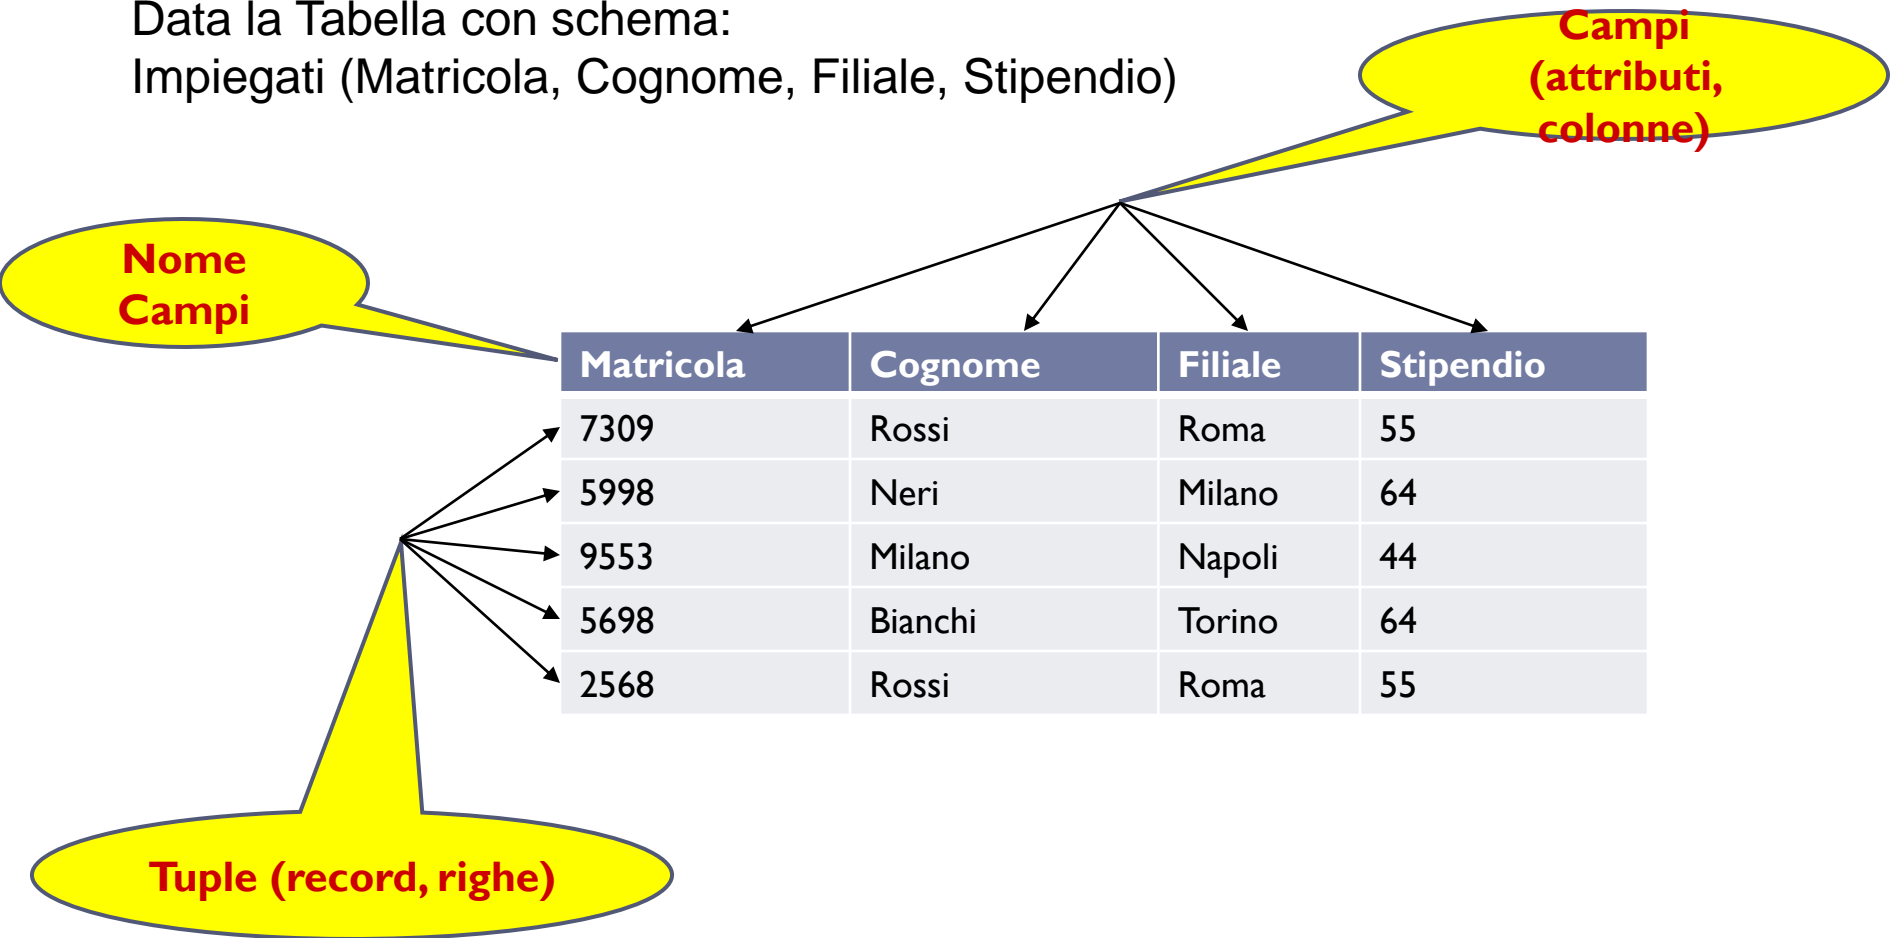 Data la Tabella con schema:
Impiegati (Matricola, Cognome, Filiale, Stipendio)
Campi
(attributi,
colonne)
Nome
Campi
Matricola Cognome Filiale Stipendio
7309 Rossi Roma 55
5998 Neri Milano 64
9553 Milano Napoli 44
5698 Bianchi Torino 64
2568 Rossi Roma 55
Tuple (record, righe)